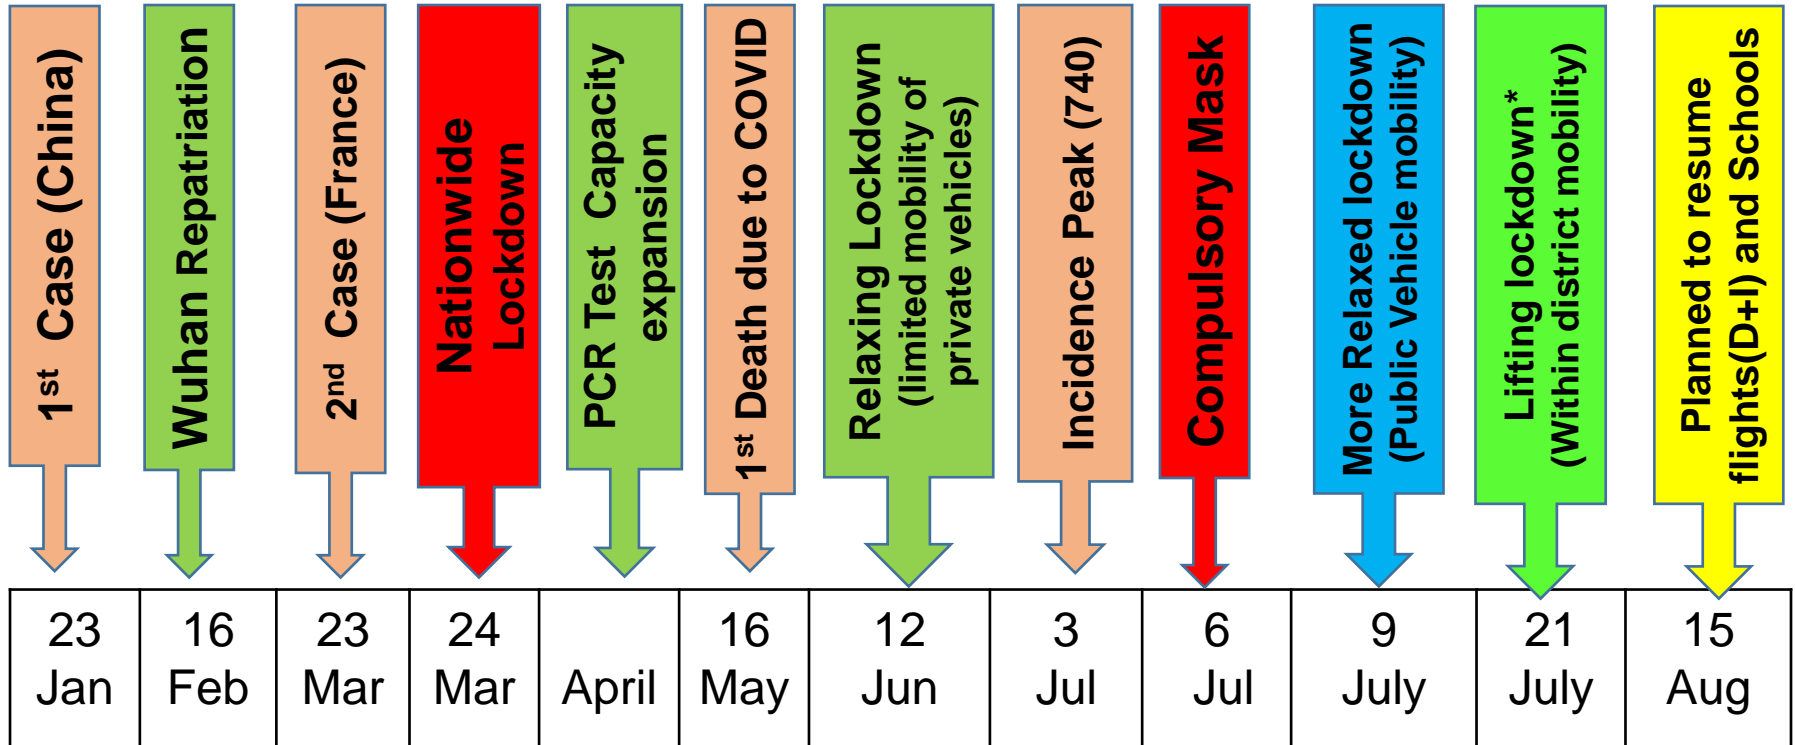 1st Case (China)
Wuhan Repatriation
2nd Case (France)
Nationwide
Lockdown
PCR Test Capacity
expansion
1st Death due to COVID
Relaxing Lockdown
(limited mobility of
private vehicles)
Incidence Peak (740)
Compulsory Mask
More Relaxed lockdown
(Public Vehicle mobility)
Lifting lockdown*
(Within district mobility)
Planned to resume
flights(D+I) and Schools
23
Jan
16
Feb
23
Mar
24
Mar
April
16
May
12
Jun
3
Jul
6
Jul
9
July
21
July
15
Aug